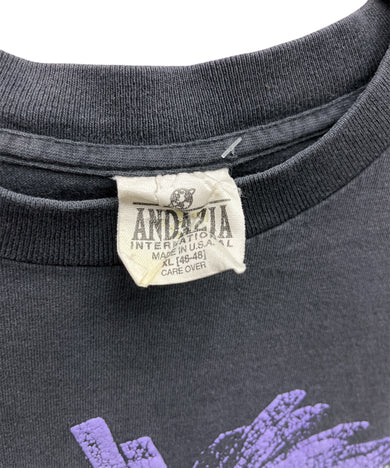 ANDAZIA
INTERNATIONAL
MADE IN U.S.A.
XL [46-48]
CARE OVER